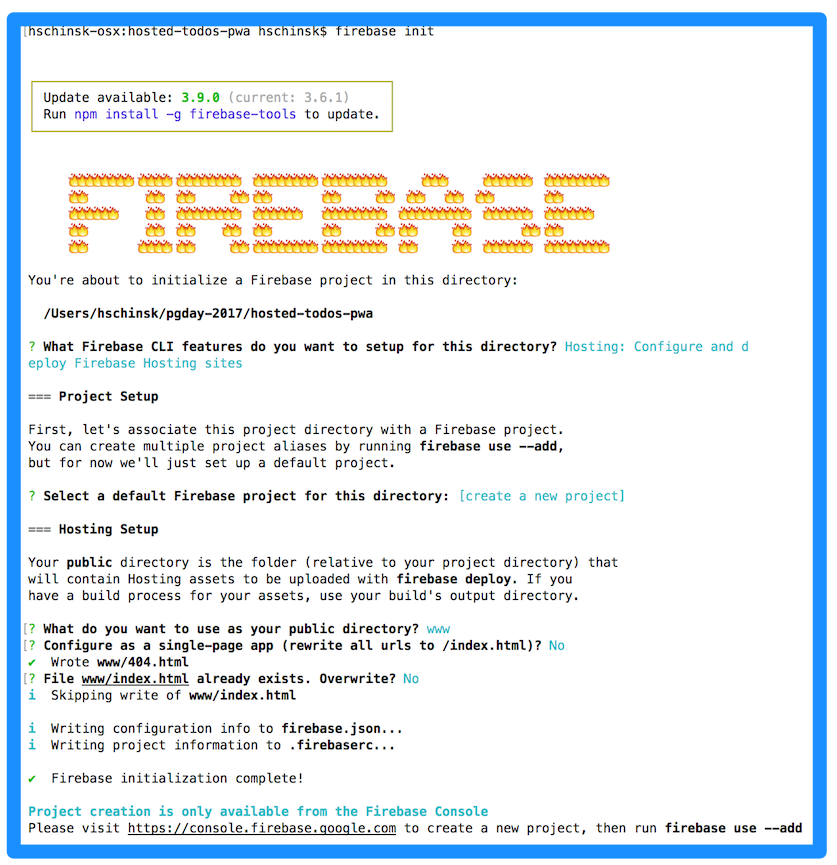 [hschinsk-osx:hosted-todos-pwa hschinsk$ firebase init
Update available: 3.9.0 (current: 3.6.1)
Run npm install -g firebase-tools to update.
FIREBASE
You're about to initialize a Firebase project in this directory:
/Users/hschinsk/pgday-2017/hosted-todos-pwa
? What Firebase CLI features do you want to setup for this directory? Hosting: Configure and d
eploy Firebase Hosting sites
=== Project Setup
First, let's associate this project directory with a Firebase project.
You can create multiple project aliases by running firebase use --add,
but for now we'll just set up a default project.
? Select a default Firebase project for this directory: [create a new project]
=== Hosting Setup
Your public directory is the folder (relative to your project directory) that
will contain Hosting assets to be uploaded with firebase deploy. If you
have a build process for your assets, use your build's output directory.
[? What do you want to use as your public directory? www
[? Configure as a single-page app (rewrite all urls to /index.html)? No
✔ Wrote www/404.html
[? File www/index.html already exists. Overwrite? No
i Skipping write of www/index.html
i Writing configuration info to firebase.json...
i Writing project information to .firebaserc...
✔ Firebase initialization complete!
Project creation is only available from the Firebase Console
Please visit https://console.firebase.google.com to create a new project, then run firebase use --add